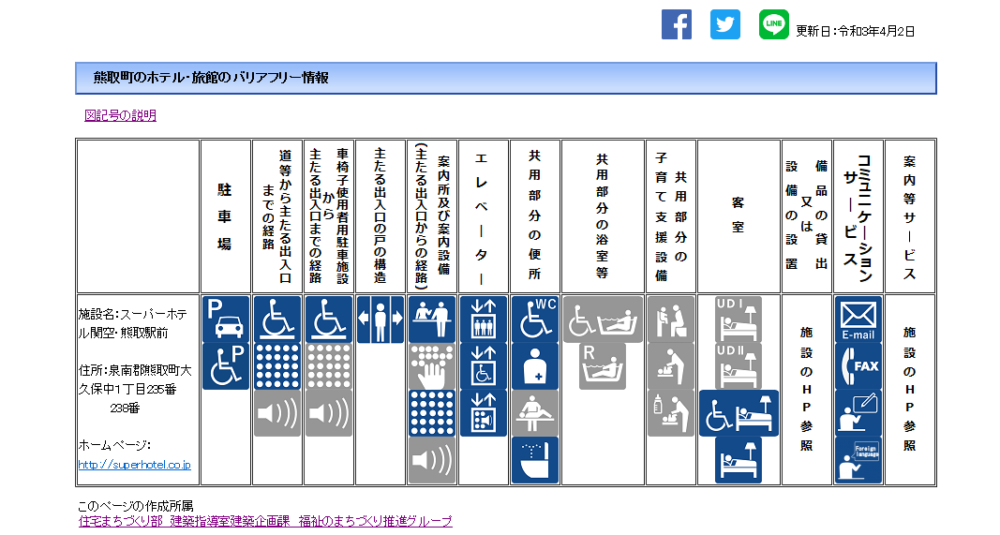 LINE
更新日：令和3年4月2日
熊取町のホテル・旅館のバリアフリー情報
図記号の説明
駐車場
道等から主たる出入口
までの経路
車椅子使用者用駐車施設
から
主たる出入口までの経路
主たる出入口の戸の構造
案内所及び案内設備
(主たる出入口からの経路)
エレベーター
共用部分の便所
共用部分の浴室等
共用部分の
子育て支援設備
客室
備品の貸出
又は
設備の設置
コミュニケーション
サービス
案内等サービス
施設名：スーパーホテ
ル関空・熊取駅前
住所：泉南郡熊取町大
久保中1丁目235番
238番
ホームページ：
http://superhotel.co.jp
P
P
WC
R
UD I
UD II
施設のHP参照
E-mail
FAX
Foreign
language
施設のHP参照
このページの作成所属
住宅まちづくり部　建築指導室建築企画課　福祉のまちづくり推進グループ